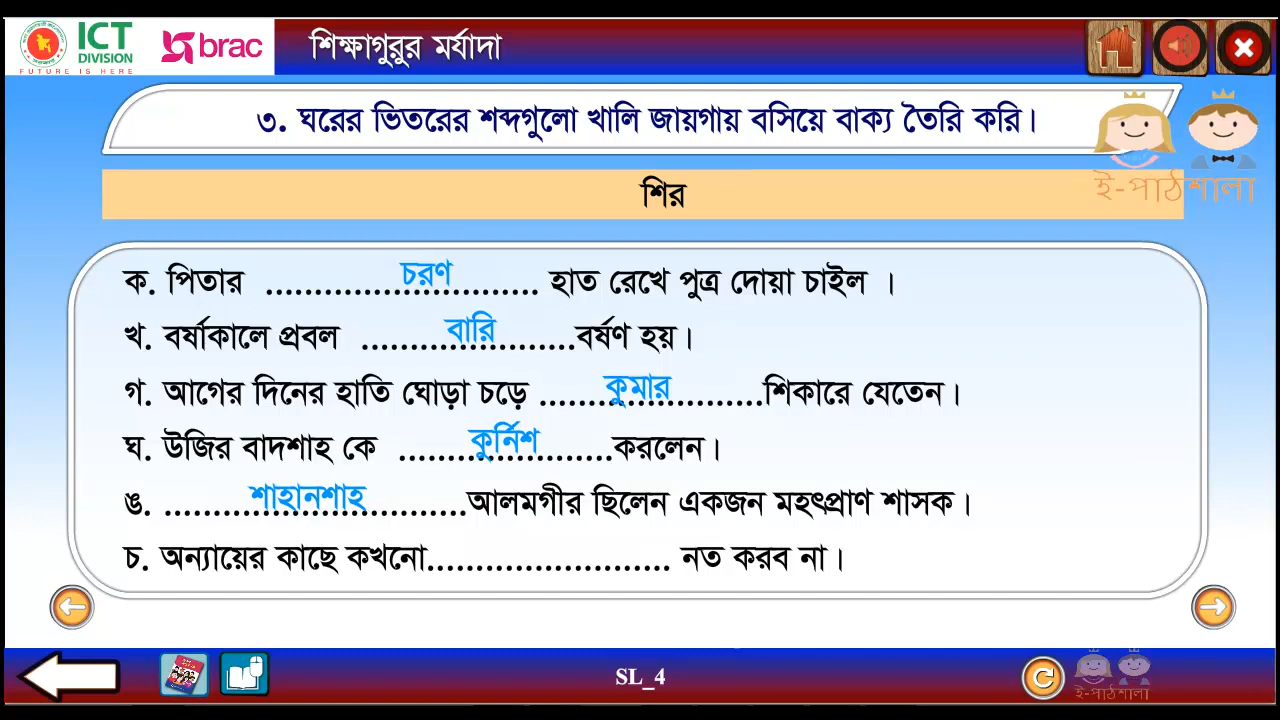 ICT
DIVISION
FUTURE IS HERE
brac
শিক্ষাগুরুর মর্যাদা
৩. ঘরের ভিতরের শব্দগুলো খালি জায়গায় বসিয়ে বাক্য তৈরি করি।
ই-পাঠশালা
শির
ক. পিতার ............চরণ............ হাত রেখে পুত্র দোয়া চাইল ।
খ. বর্ষাকালে প্রবল .........বারি.........বর্ষণ হয়।
গ. আগের দিনের হাতি ঘোড়া চড়ে .........কুমার.........শিকারে যেতেন।
ঘ. উজির বাদশাহ কে .........কুর্নিশ.........করলেন।
ঙ. .........শাহানশাহ.........আলমগীর ছিলেন একজন মহৎপ্রাণ শাসক।
চ. অন্যায়ের কাছে কখনো......................... নত করব না।
SL_4
ই-পাঠশালা